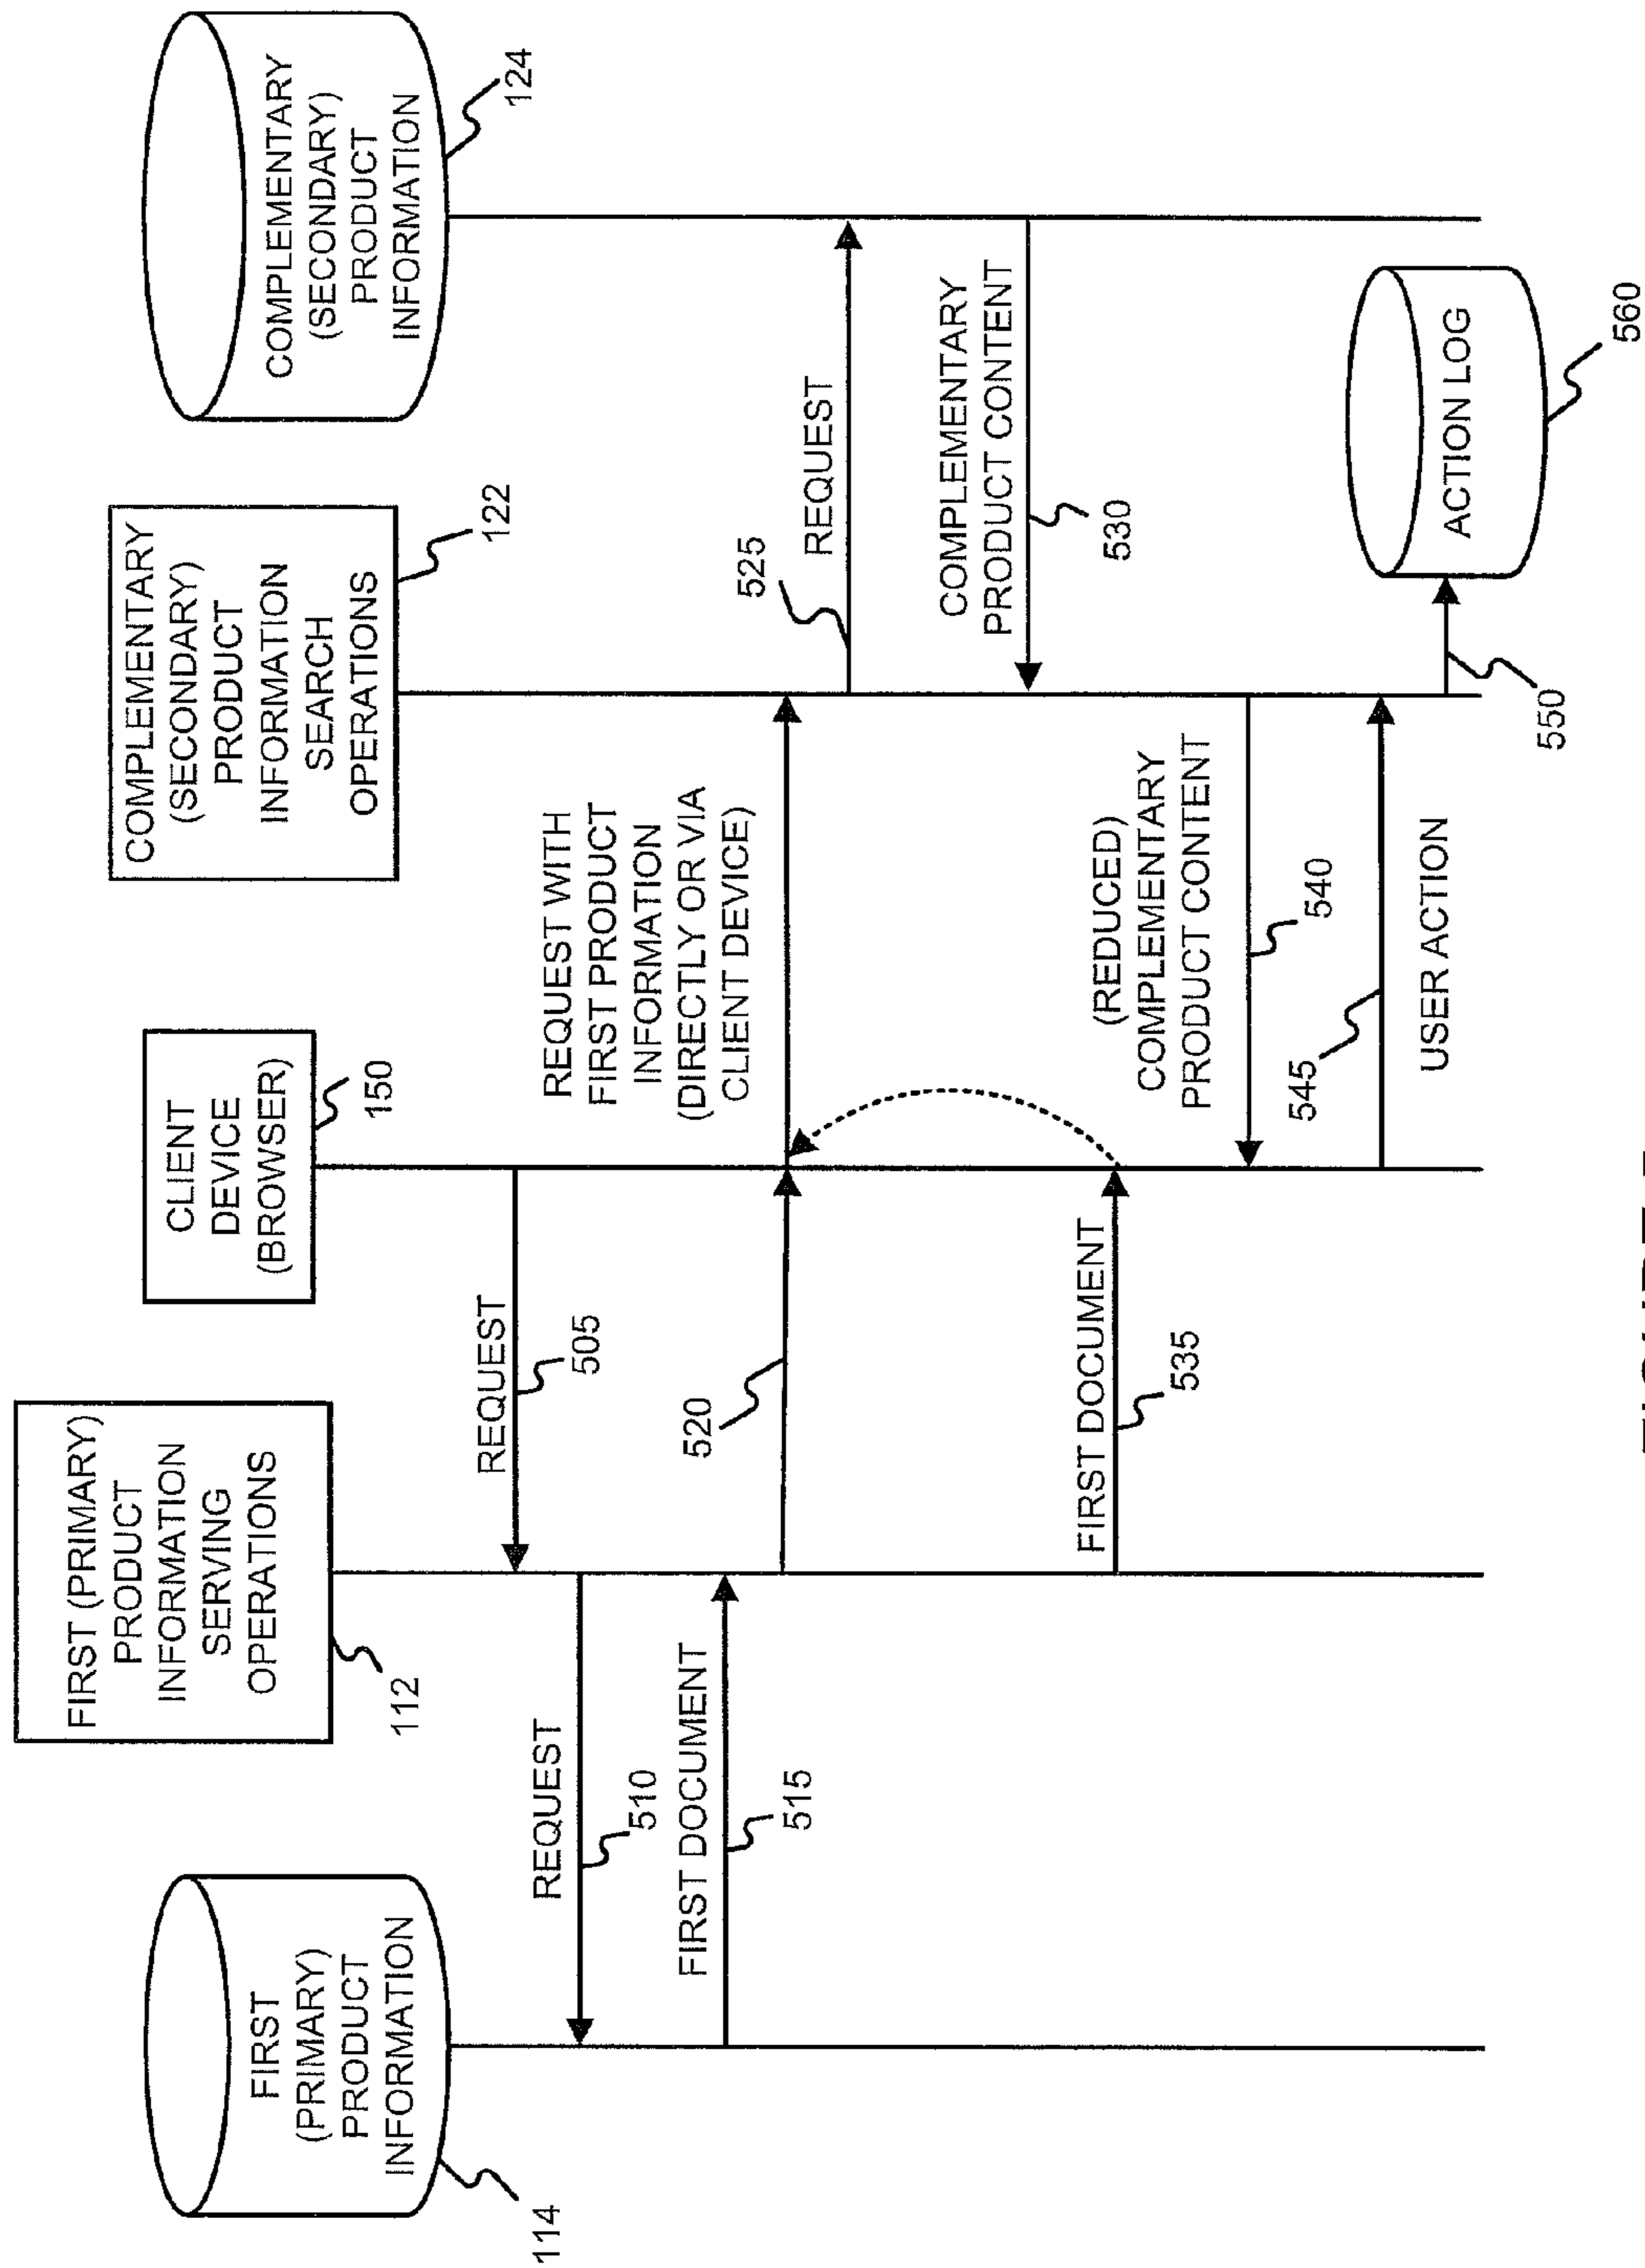 FIRST
(PRIMARY)
PRODUCT
INFORMATION
114
FIRST (PRIMARY)
PRODUCT
INFORMATION
SERVING
OPERATIONS
112
CLIENT
DEVICE
(BROWSER)
150
COMPLEMENTARY
(SECONDARY)
PRODUCT
INFORMATION
SEARCH
OPERATIONS
122
COMPLEMENTARY
(SECONDARY)
PRODUCT
INFORMATION
124
REQUEST
505
REQUEST
510
FIRST DOCUMENT
515
520
REQUEST WITH
FIRST PRODUCT
INFORMATION
(DIRECTLY OR VIA
CLIENT DEVICE)
525
REQUEST
COMPLEMENTARY
PRODUCT CONTENT
530
FIRST DOCUMENT
535
(REDUCED)
COMPLEMENTARY
PRODUCT CONTENT
540
545
USER ACTION
550
ACTION LOG
560